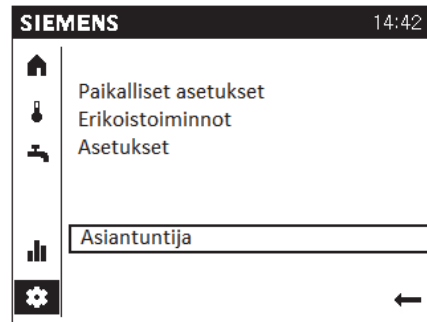 SIEMENS 14:42
Paikalliset asetukset
Erikoistoiminnot
Asetukset
Asiantuntija